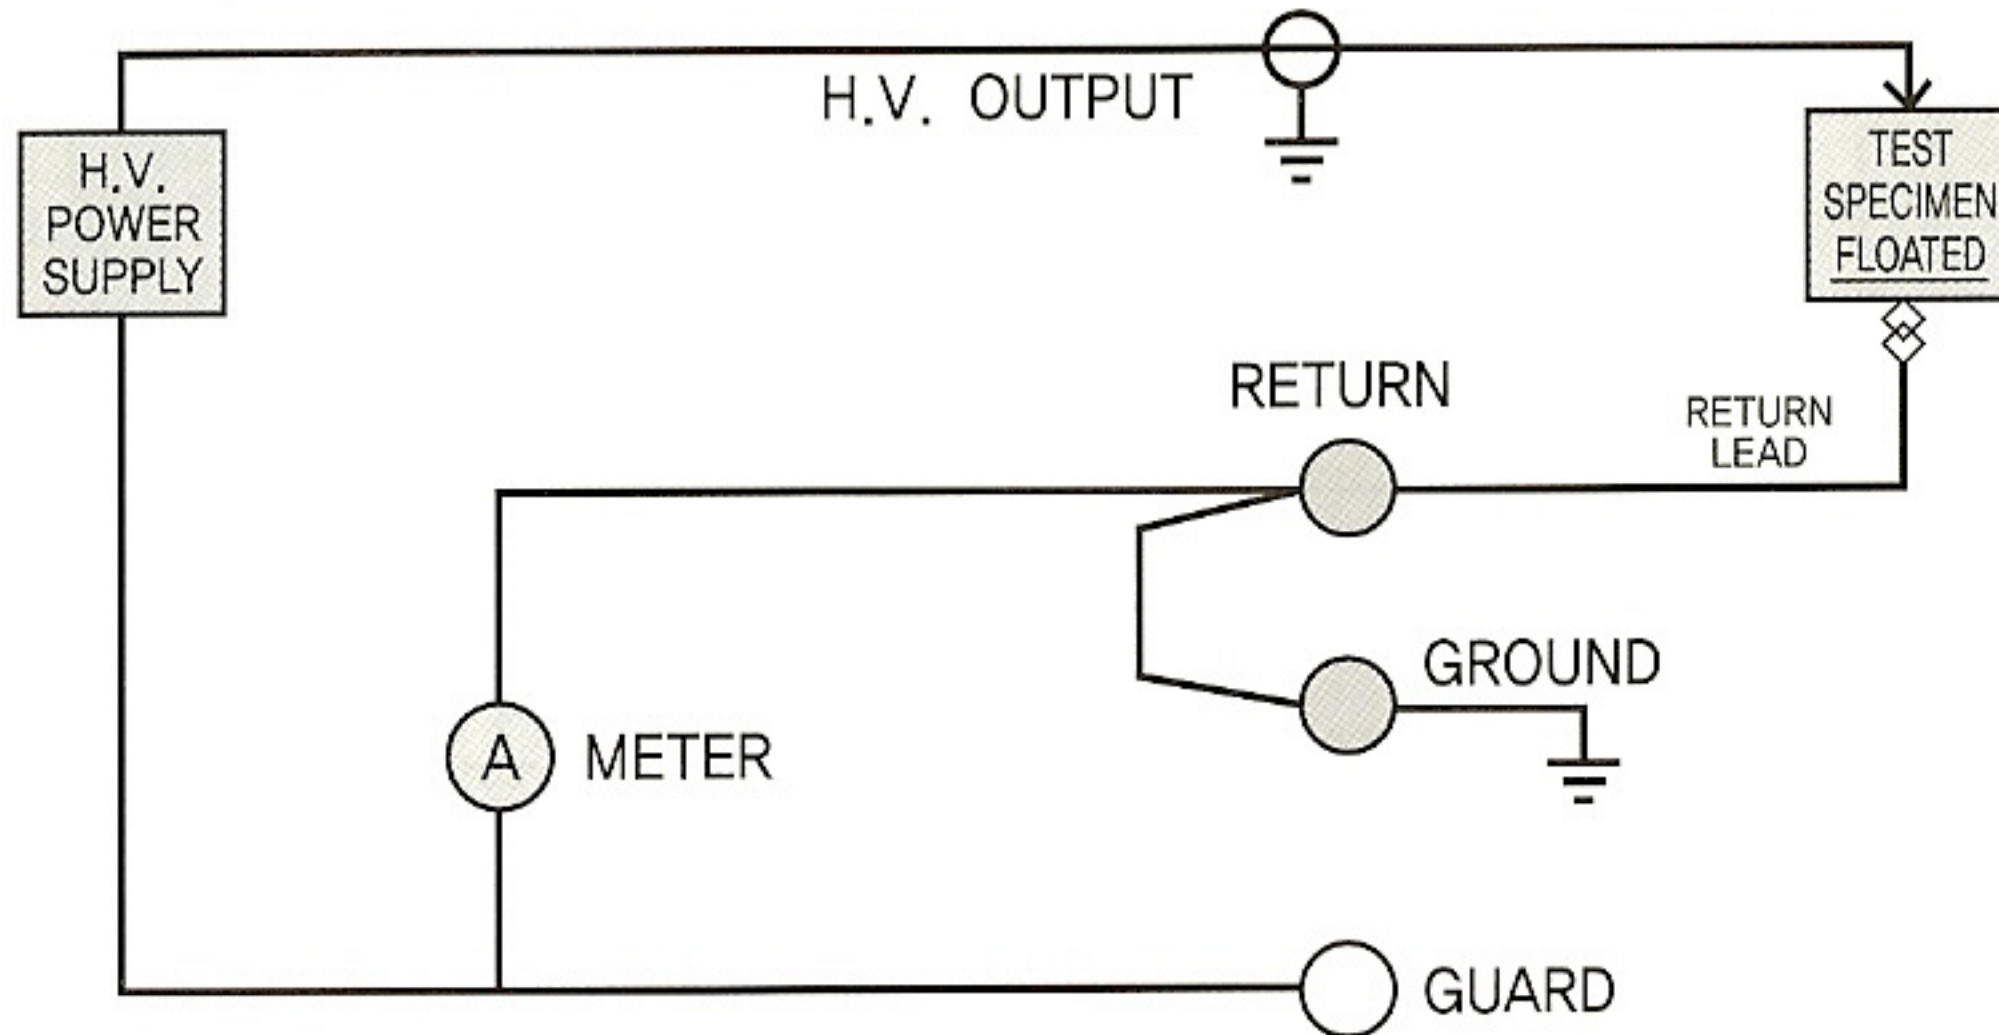 H.V. OUTPUT
H.V.
POWER
SUPPLY
TEST
SPECIMEN
FLOATED
RETURN
RETURN
LEAD
GROUND
A
METER
GUARD